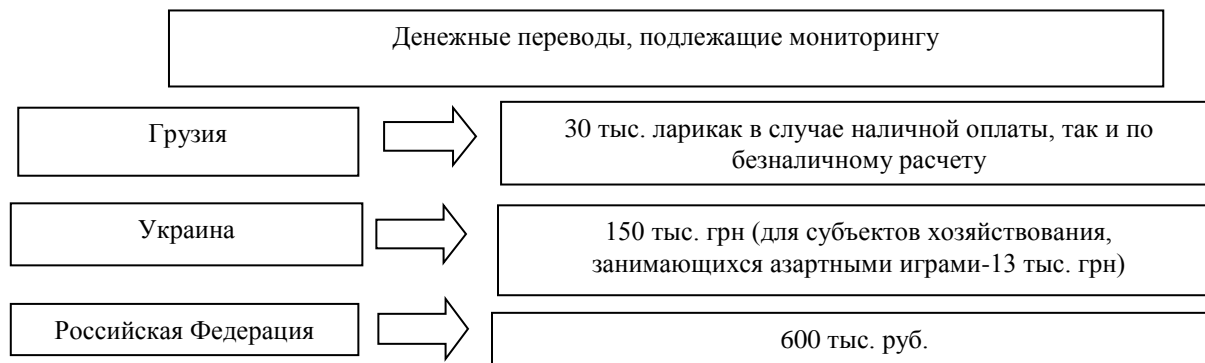 Денежные переводы, подлежащие мониторингу
Грузия
30 тыс. ларикак в случае наличной оплаты, так и по
безналичному расчету
Украина
150 тыс. грн (для субъектов хозяйствования,
занимающихся азартными играми-13 тыс. грн)
Российская Федерация
600 тыс. руб.